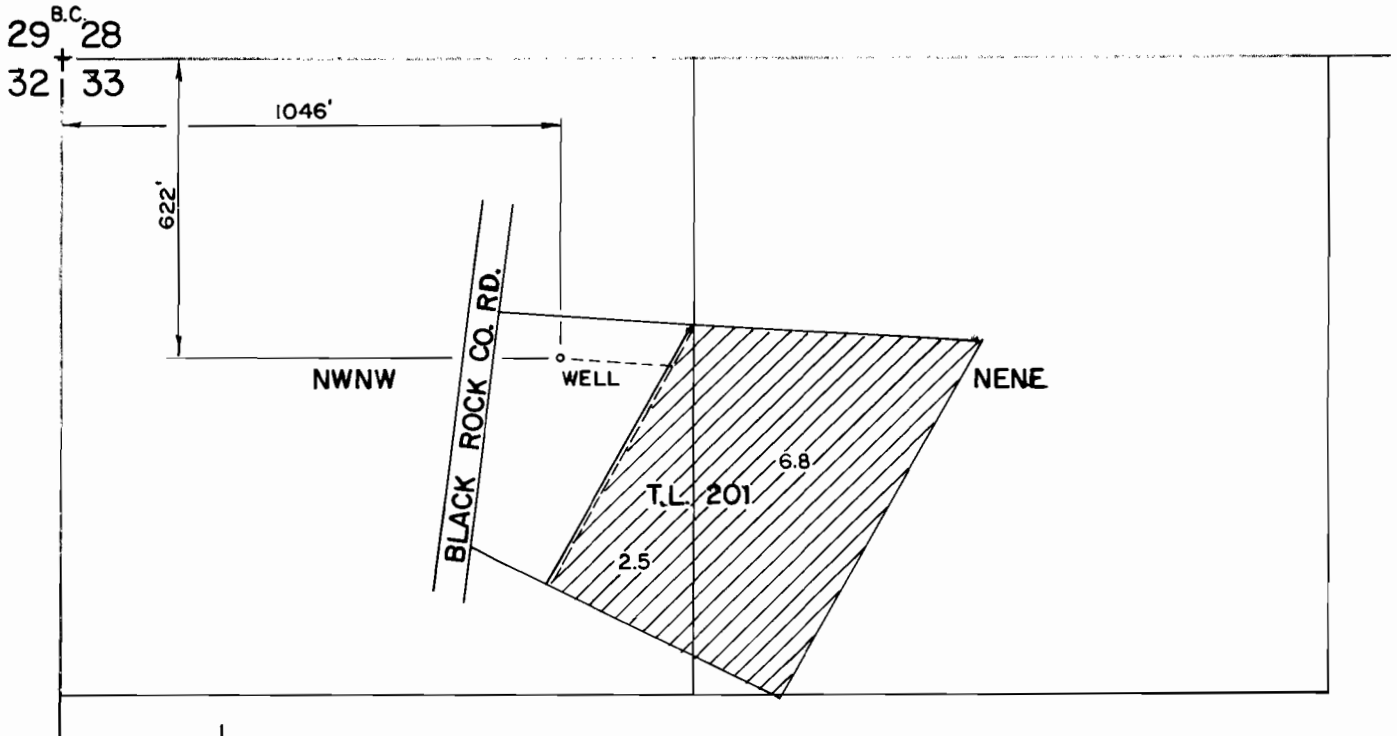 B.C.
29 28
32 33
1046'
622'
BLACK ROCK CO. RD.
NWNW
WELL
NENE
6.8
T.L. 201
2.5